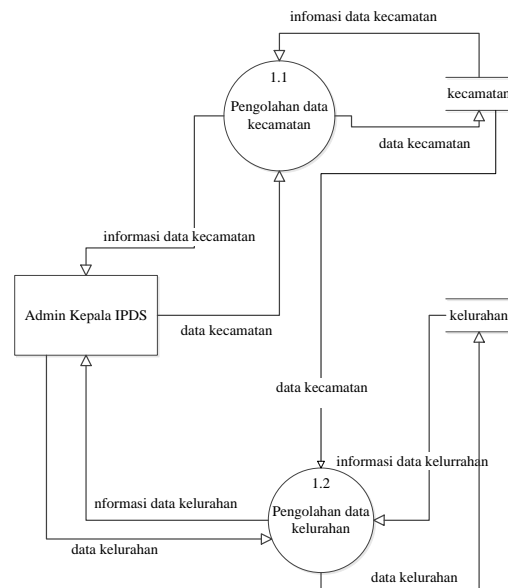 infomasi data kecamatan
1.1
Pengolahan data
kecamatan
kecamatan
data kecamatan
informasi data kecamatan
Admin Kepala IPDS
data kecamatan
kelurahan
data kecamatan
informasi data kelurrahan
1.2
Pengolahan data
kelurahan
nformasi data kelurahan
data kelurahan
data kelurahan